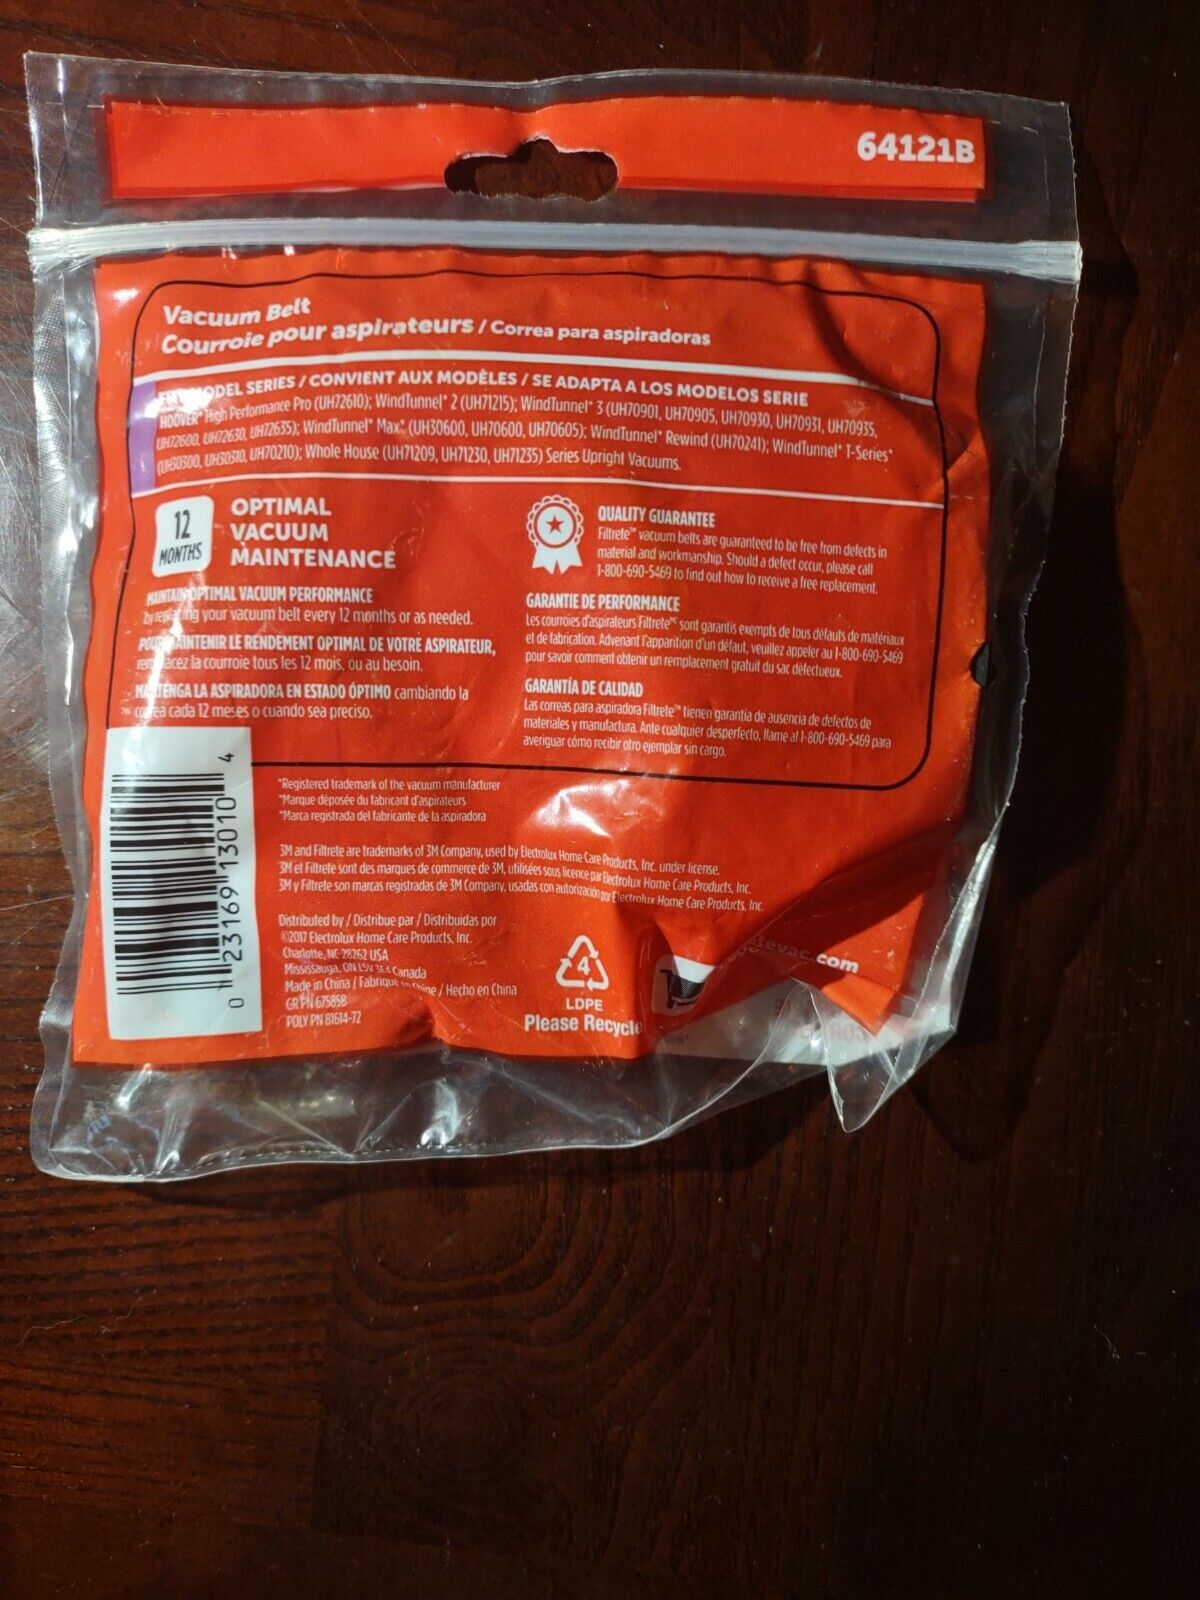 64121B
Vacuum Belt
Courroie pour aspirateurs / Correa para aspiradoras
MODEL SERIES / CONVIENT AUX MODÈLES / SE ADAPTA A LOS MODELOS SERIE
HOOVER® High Performance Pro (UH72610); WindTunnel* 2 (UH71215); WindTunnel* 3 (UH70901, UH70905, UH70930, UH70931, UH70935,
UH72600, UH72630, UH72635); WindTunnel* Max* (UH30600, UH70600, UH70605); WindTunnel* Rewind (UH70241); WindTunnel* T-Series*
(UH30300, UH30310, UH70210); Whole House (UH71209, UH71230, UH71235) Series Upright Vacuums.
12
MONTHS
OPTIMAL
VACUUM
MAINTENANCE
MAINTAIN OPTIMAL VACUUM PERFORMANCE
by replacing your vacuum belt every 12 months or as needed.
POUR MAINTENIR LE RENDEMENT OPTIMAL DE VOTRE ASPIRATEUR,
remplacez la courroie tous les 12 mois, ou au besoin.
MANTENGA LA ASPIRADORA EN ESTADO ÓPTIMO cambiando la
correa cada 12 meses o cuando sea preciso.
QUALITY GUARANTEE
Filtrete™ vacuum belts are guaranteed to be free from defects in
material and workmanship. Should a defect occur, please call
1-800-690-5469 to find out how to receive a free replacement.
GARANTIE DE PERFORMANCE
Les courroies d'aspirateurs Filtrete™ sont garantis exempts de tous défauts de matériaux
et de fabrication. Advenant l'apparition d'un défaut, veuillez appeler au 1-800-690-5469
pour savoir comment obtenir un remplacement gratuit du sac défectueux.
GARANTÍA DE CALIDAD
Las correas para aspiradora Filtrete™ tienen garantía de ausencia de defectos de
materiales y manufactura. Ante cualquier desperfecto, llame al 1-800-690-5469 para
averiguar cómo recibir otro ejemplar sin cargo.
0 23169 13010 4
*Registered trademark of the vacuum manufacturer
*Marque déposée du fabricant d'aspirateurs
*Marca registrada del fabricante de la aspiradora
3M and Filtrete are trademarks of 3M Company, used by Electrolux Home Care Products, Inc. under license.
3M et Filtrete sont des marques de commerce de 3M, utilisées sous licence par Electrolux Home Care Products, Inc.
3M y Filtrete son marcas registradas de 3M Company, usadas con autorización por Electrolux Home Care Products, Inc.
Distributed by / Distribue par / Distribuidas por
©2017 Electrolux Home Care Products, Inc.
Charlotte, NC 28262 USA
Mississauga, ON L5V 3E4 Canada
Made in China / Fabriqué en Chine / Hecho en China
GR PN 67585B
POLY PN 81614-72
4
LDPE
Please Recycle
etevac.com